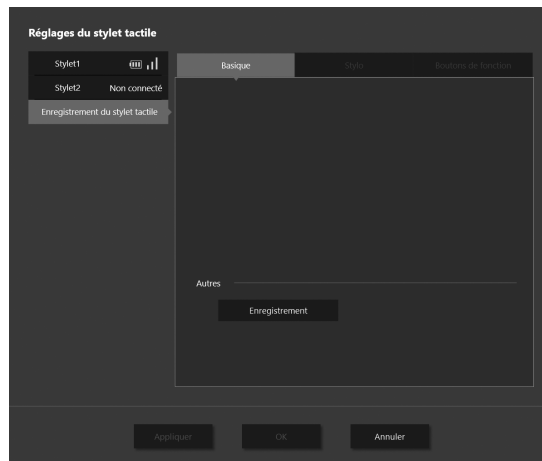 Réglages du stylet tactile
Stylet1
Basique
Stylo
Boutons de fonction
Stylet2 Non connecté
Enregistrement du stylet tactile
Autres
Enregistrement
Appliquer
OK
Annuler